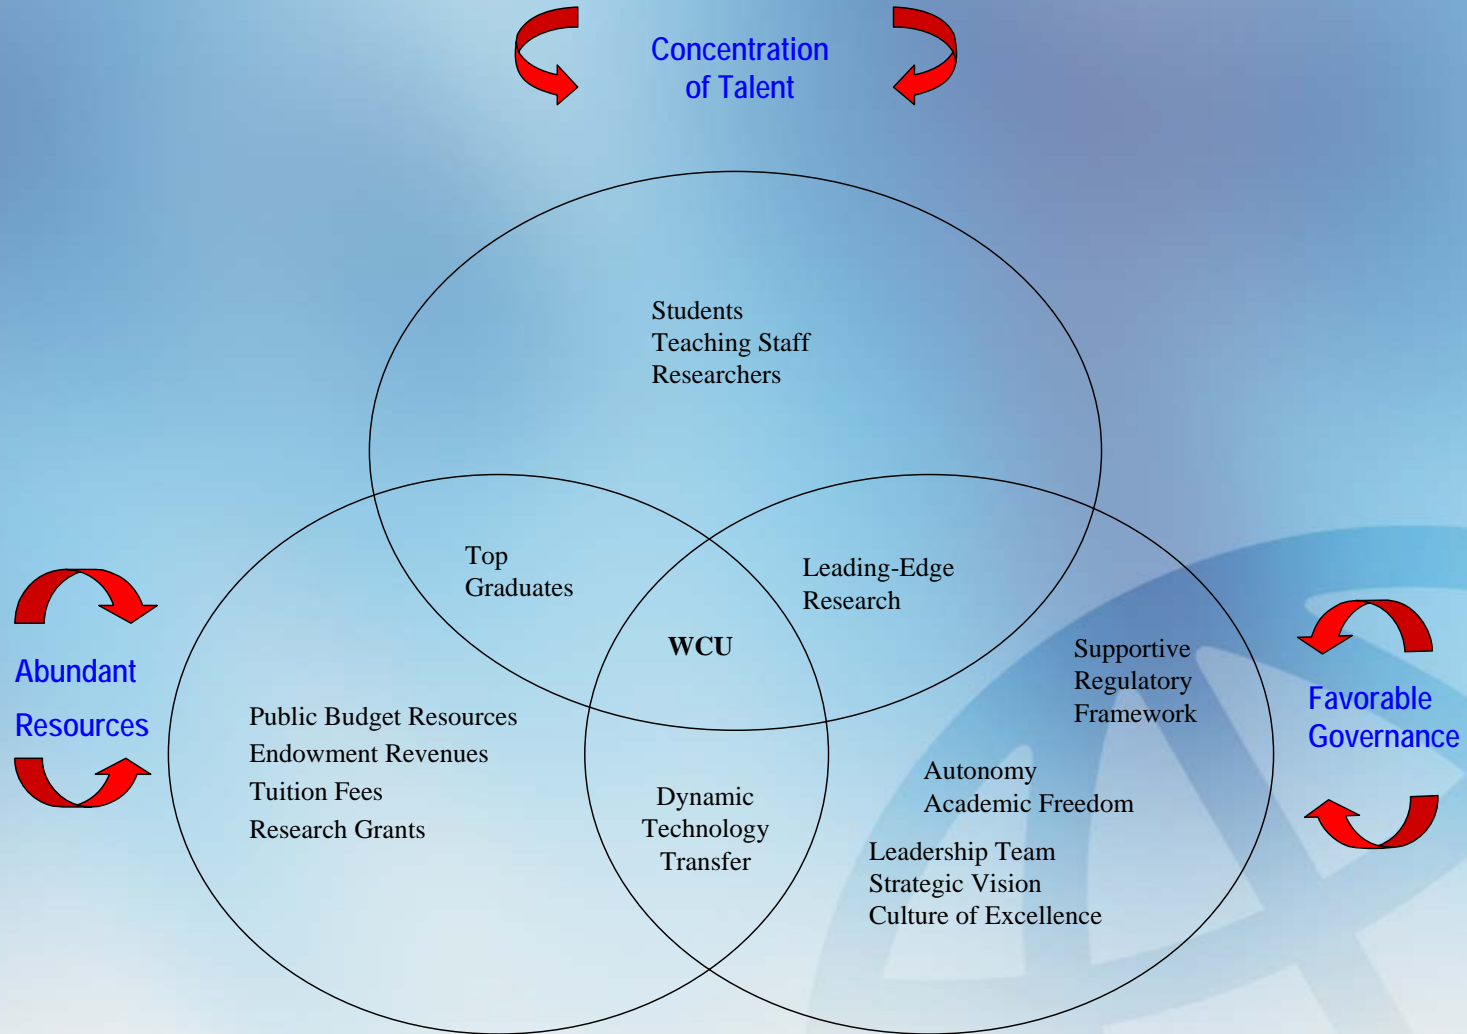 Concentration
of Talent
Students
Teaching Staff
Researchers
Top
Graduates
Leading-Edge
Research
WCU
Abundant
Resources
Public Budget Resources
Endowment Revenues
Tuition Fees
Research Grants
Dynamic
Technology
Transfer
Supportive
Regulatory
Framework
Autonomy
Academic Freedom
Leadership Team
Strategic Vision
Culture of Excellence
Favorable
Governance